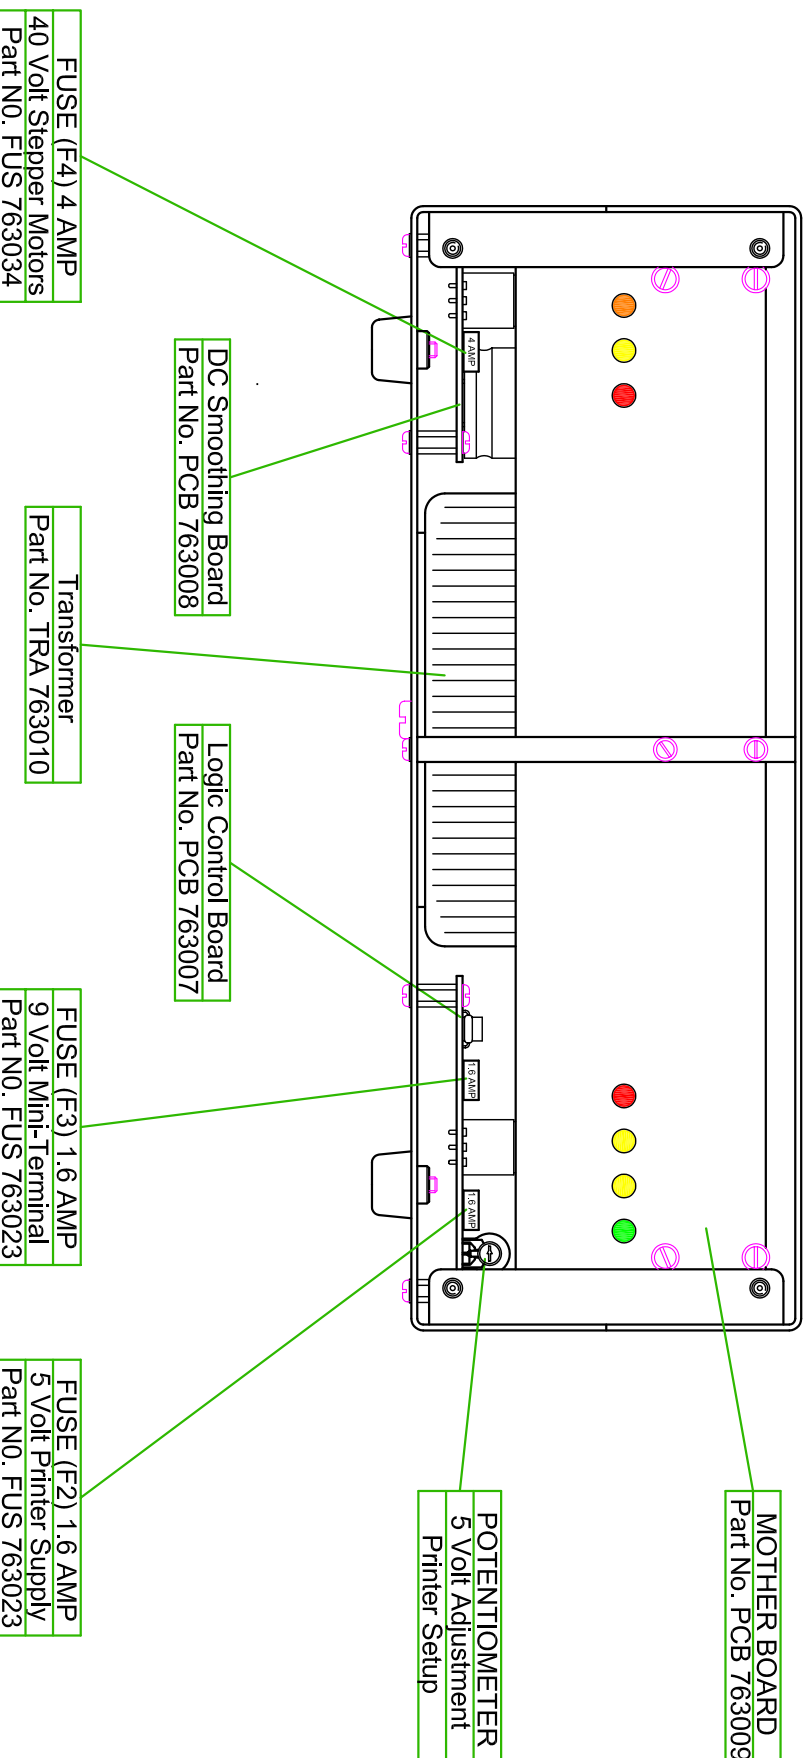 MOTHER BOARD
Part No. PCB 763009
POTENTIOMETER
5 Volt Adjustment
Printer Setup
4 AMP
1.6 AMP
1.6 AMP
DC Smoothing Board
Part No. PCB 763008
Logic Control Board
Part No. PCB 763007
FUSE (F4) 4 AMP
40 Volt Stepper Motors
Part N0. FUS 763034
Transformer
Part No. TRA 763010
FUSE (F3) 1.6 AMP
9 Volt Mini-Terminal
Part N0. FUS 763023
FUSE (F2) 1.6 AMP
5 Volt Printer Supply
Part N0. FUS 763023